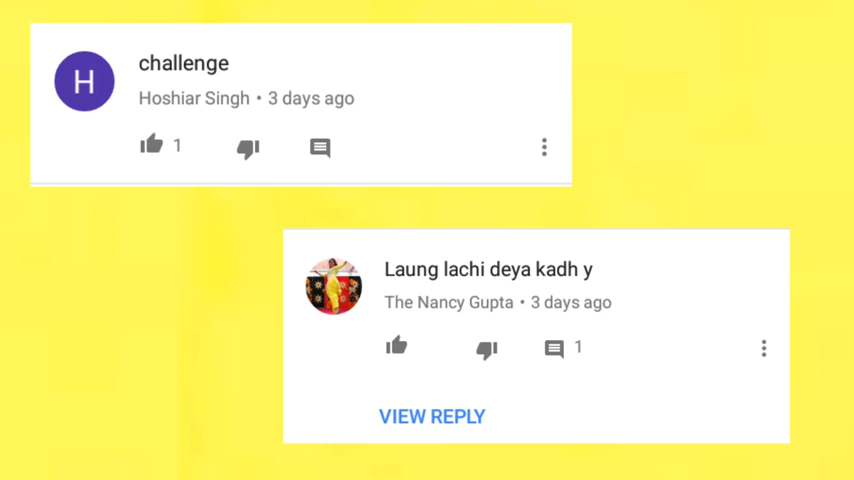 H
challenge
Hoshiar Singh • 3 days ago
1
Laung lachi deya kadh y
The Nancy Gupta • 3 days ago
1
VIEW REPLY